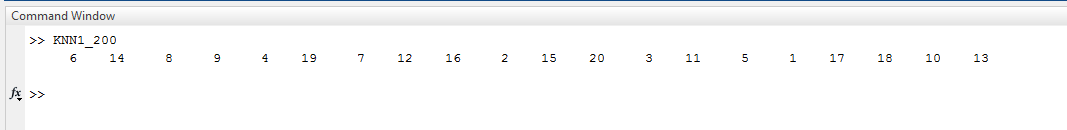 Command Window
>> KNN1_200
6 14 8 9 4 19 7 12 16 2 15 20 3 11 5 1 17 18 10 13
fx >>